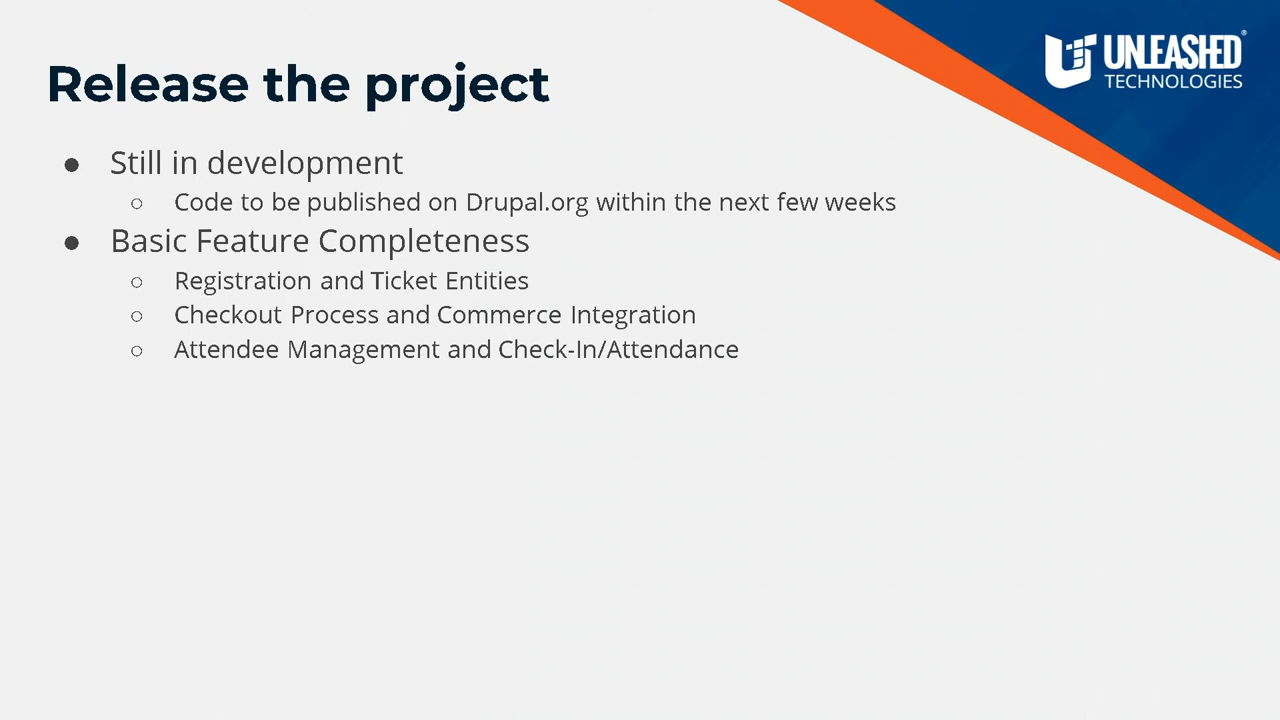 UNLEASHED®
TECHNOLOGIES
Release the project
● Still in development
○ Code to be published on Drupal.org within the next few weeks
● Basic Feature Completeness
○ Registration and Ticket Entities
○ Checkout Process and Commerce Integration
○ Attendee Management and Check-In/Attendance